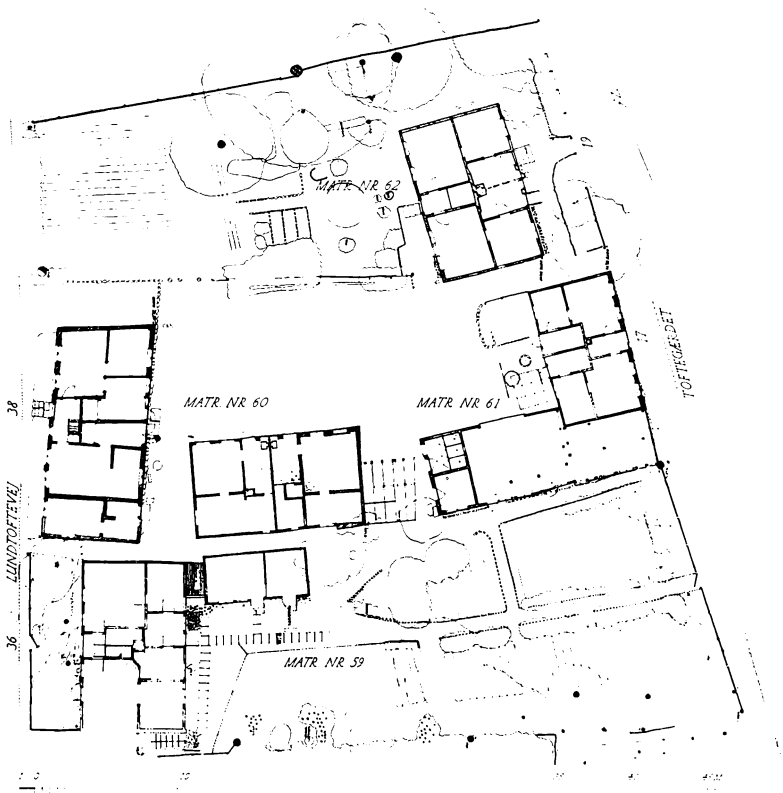 MATR. NR 62
19
17
TOFTEGÆRDET
MATR. NR 60
MATR. NR 61
38
LUNDTOFTEVEJ
36
MATR. NR 59